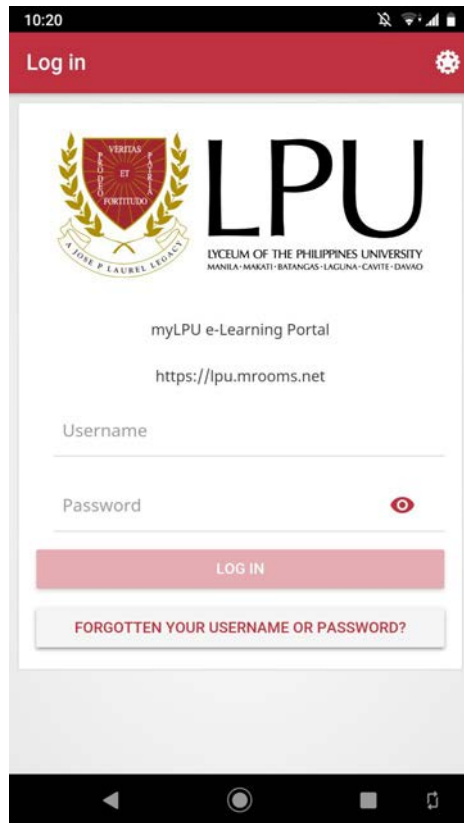 10:20
Log in
VERITAS
PRO DEO
ET
PATRIA
FORTITUDO
A JOSE P LAUREL LEGACY
LPU
LYCEUM OF THE PHILIPPINES UNIVERSITY
MANILA•MAKATI•BATANGAS•LAGUNA•CAVITE•DAVAO
myLPU e-Learning Portal
https://lpu.mrooms.net
Username
Password
LOG IN
FORGOTTEN YOUR USERNAME OR PASSWORD?